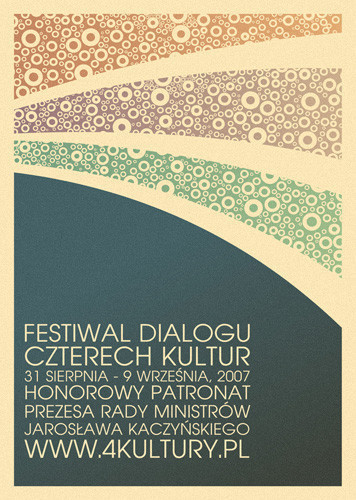 FESTIWAL DIALOGU
CZTERECH KULTUR
31 SIERPNIA - 9 WRZEŚNIA, 2007
HONOROWY PATRONAT
PREZESA RADY MINISTRÓW
JAROSŁAWA KACZYŃSKIEGO
WWW.4KULTURY.PL